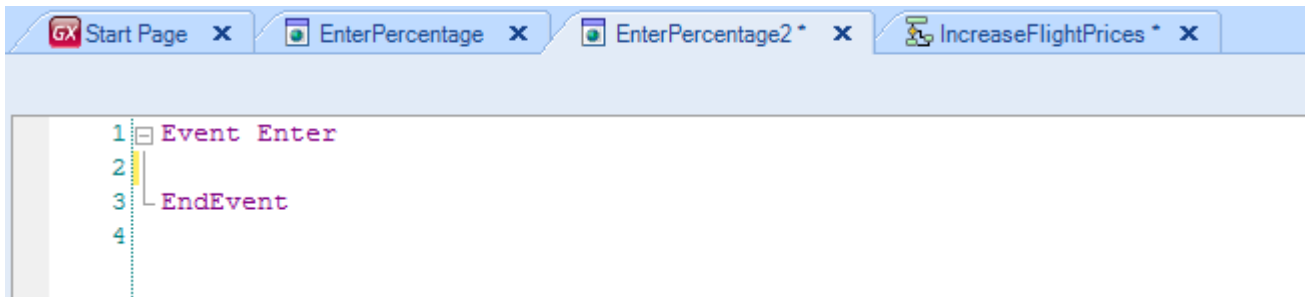 GX Start Page x EnterPercentage x EnterPercentage2 * x IncreaseFlightPrices * x
1 Event Enter
2
3 EndEvent
4